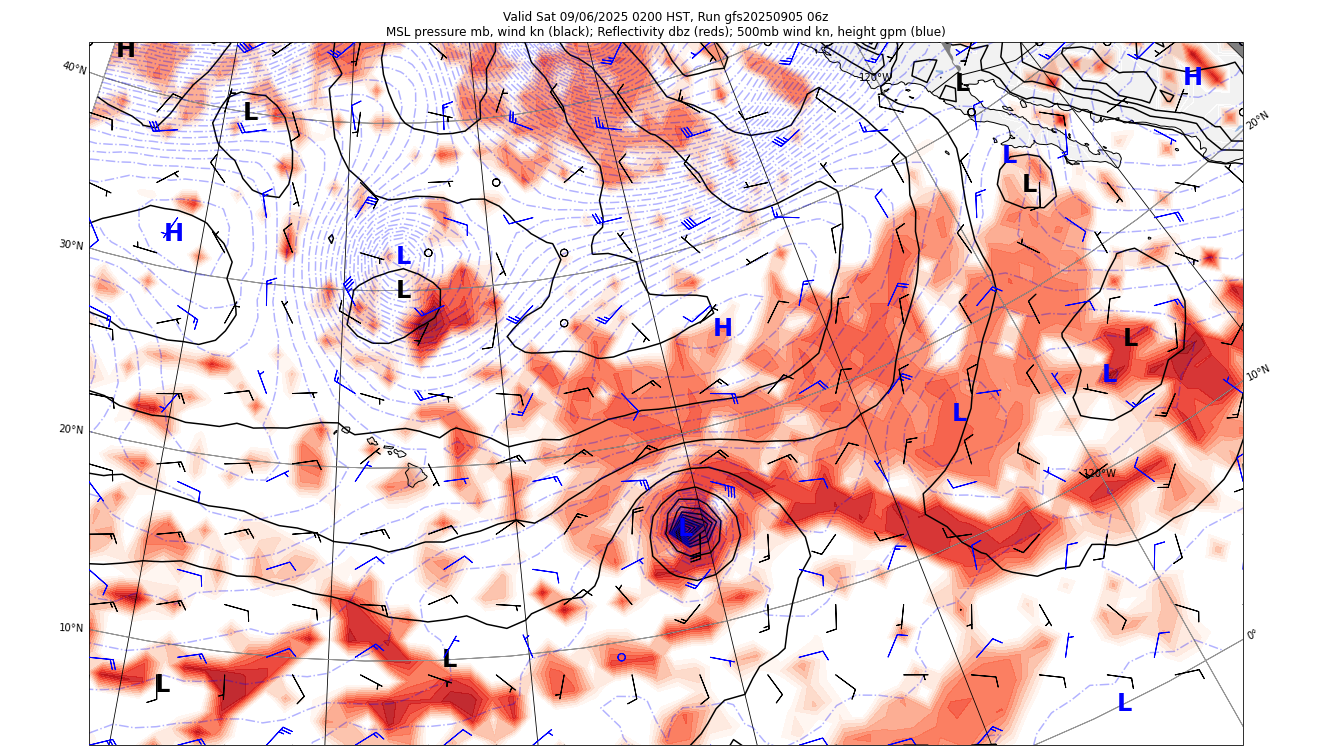 Valid Sat 09/06/2025 0200 HST, Run gfs20250905 06z
MSL pressure mb, wind kn (black); Reflectivity dbz (reds); 500mb wind kn, height gpm (blue)
H
40°N
120°W
L
H
L
20°N
L
L
H
30°N
L
L
H
L
10°N
L
L
20°N
120°W
L
10°N
0°
L
L
L